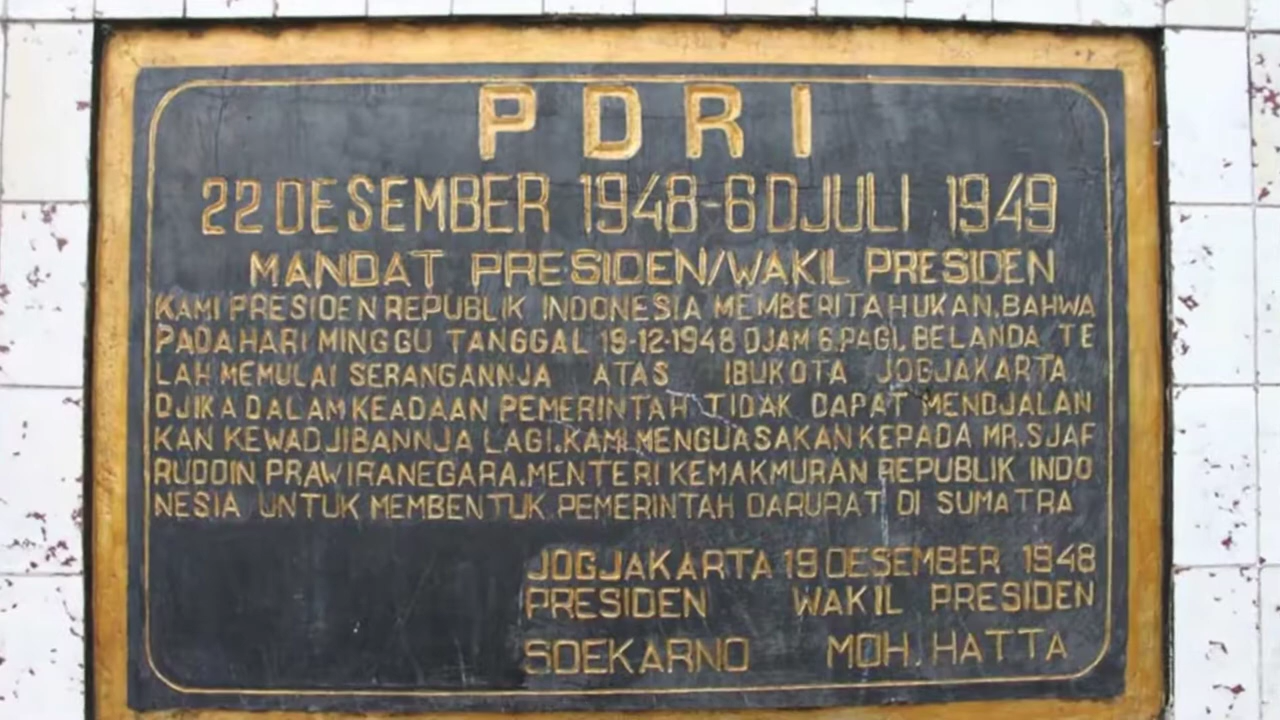 PDRI
22 DESEMBER 1948-6 DJULI 1949
MANDAT PRESIDEN/WAKIL PRESIDEN
KAMI PRESIDEN REPUBLIK INDONESIA MEMBERITAHUKAN, BAHWA
PADA HARI MINGGU TANGGAL 19-12-1948 DJAM 6.PAGI, BELANDA TE
LAH MEMULAI SERANGANNJA ATAS IBUKOTA JOGJAKARTA
DJIKA DALAM KEADAAN PEMERINTAH TIDAK DAPAT MENDJALAN
KAN KEWADJIBANNJA LAGI. KAMI MENGUASAKAN KEPADA MR. SJAF
RUDDIN PRAWIRANEGARA. MENTERI KEMAKMURAN REPUBLIK INDO
NESIA UNTUK MEMBENTUK PEMERINTAH DARURAT DI SUMATRA
JOGJAKARTA 19 DESEMBER 1948
PRESIDEN WAKIL PRESIDEN
SOEKARNO MOH. HATTA